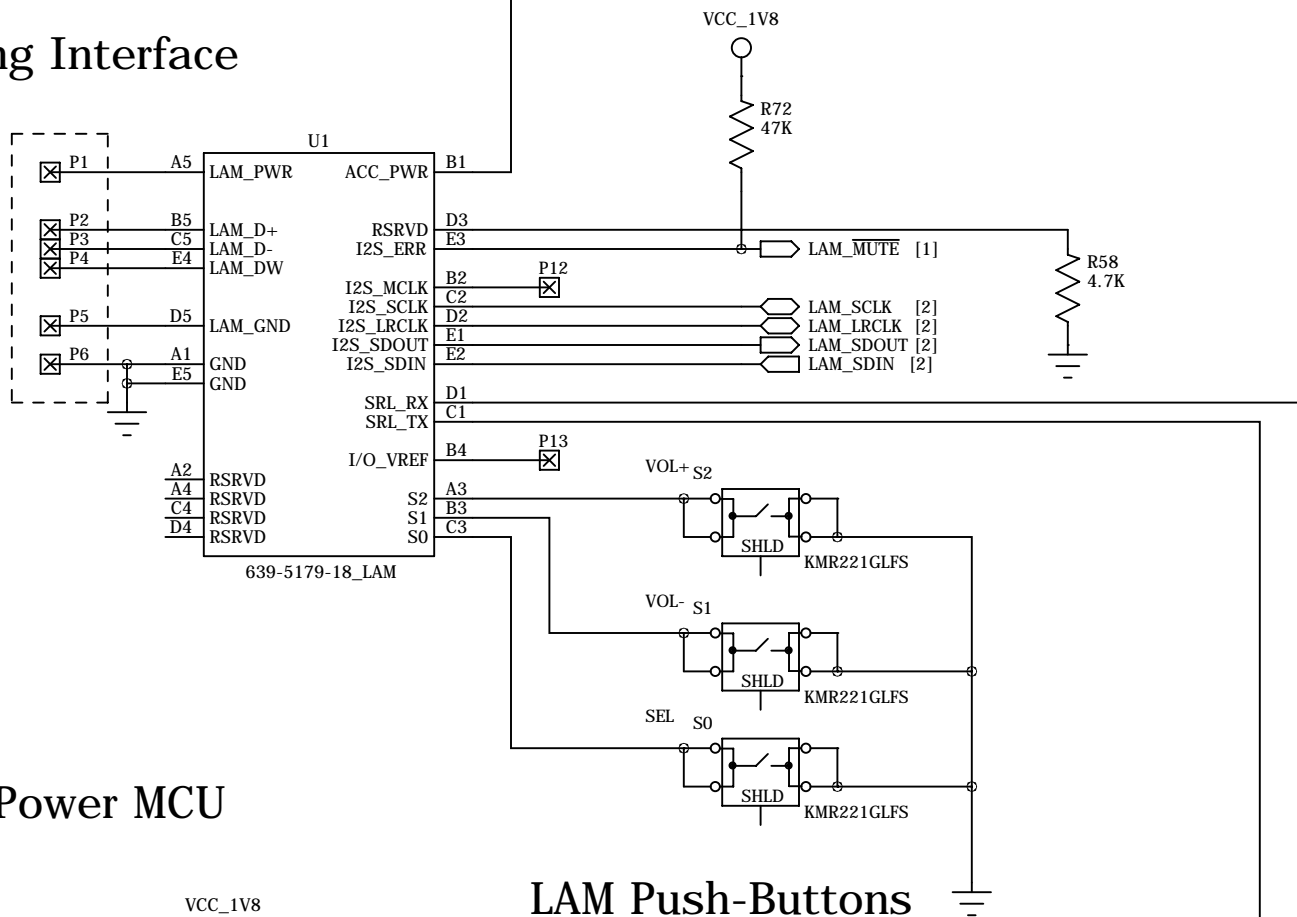 VCC_1V8
ng Interface
R72
47K
U1
P1 A5 LAM_PWR ACC_PWR B1
P2 B5 LAM_D+ RSRVD D3
P3 C5 LAM_D- I2S_ERR E3 LAM_MUTE [1]
P4 E4 LAM_DW
R58
4.7K
I2S_MCLK B2 P12
I2S_SCLK C2 LAM_SCLK [2]
P5 D5 LAM_GND I2S_LRCLK D2 LAM_LRCLK [2]
I2S_SDOUT E1 LAM_SDOUT [2]
P6 A1 GND I2S_SDIN E2 LAM_SDIN [2]
E5 GND
SRL_RX D1
SRL_TX C1
I/O_VREF B4 P13
A2 RSRVD
A4 RSRVD S2 A3
C4 RSRVD S1 B3
D4 RSRVD S0 C3
639-5179-18_LAM
VOL+ S2
SHLD
KMR221GLFS
VOL- S1
SHLD
KMR221GLFS
SEL S0
SHLD
KMR221GLFS
Power MCU
VCC_1V8
LAM Push-Buttons